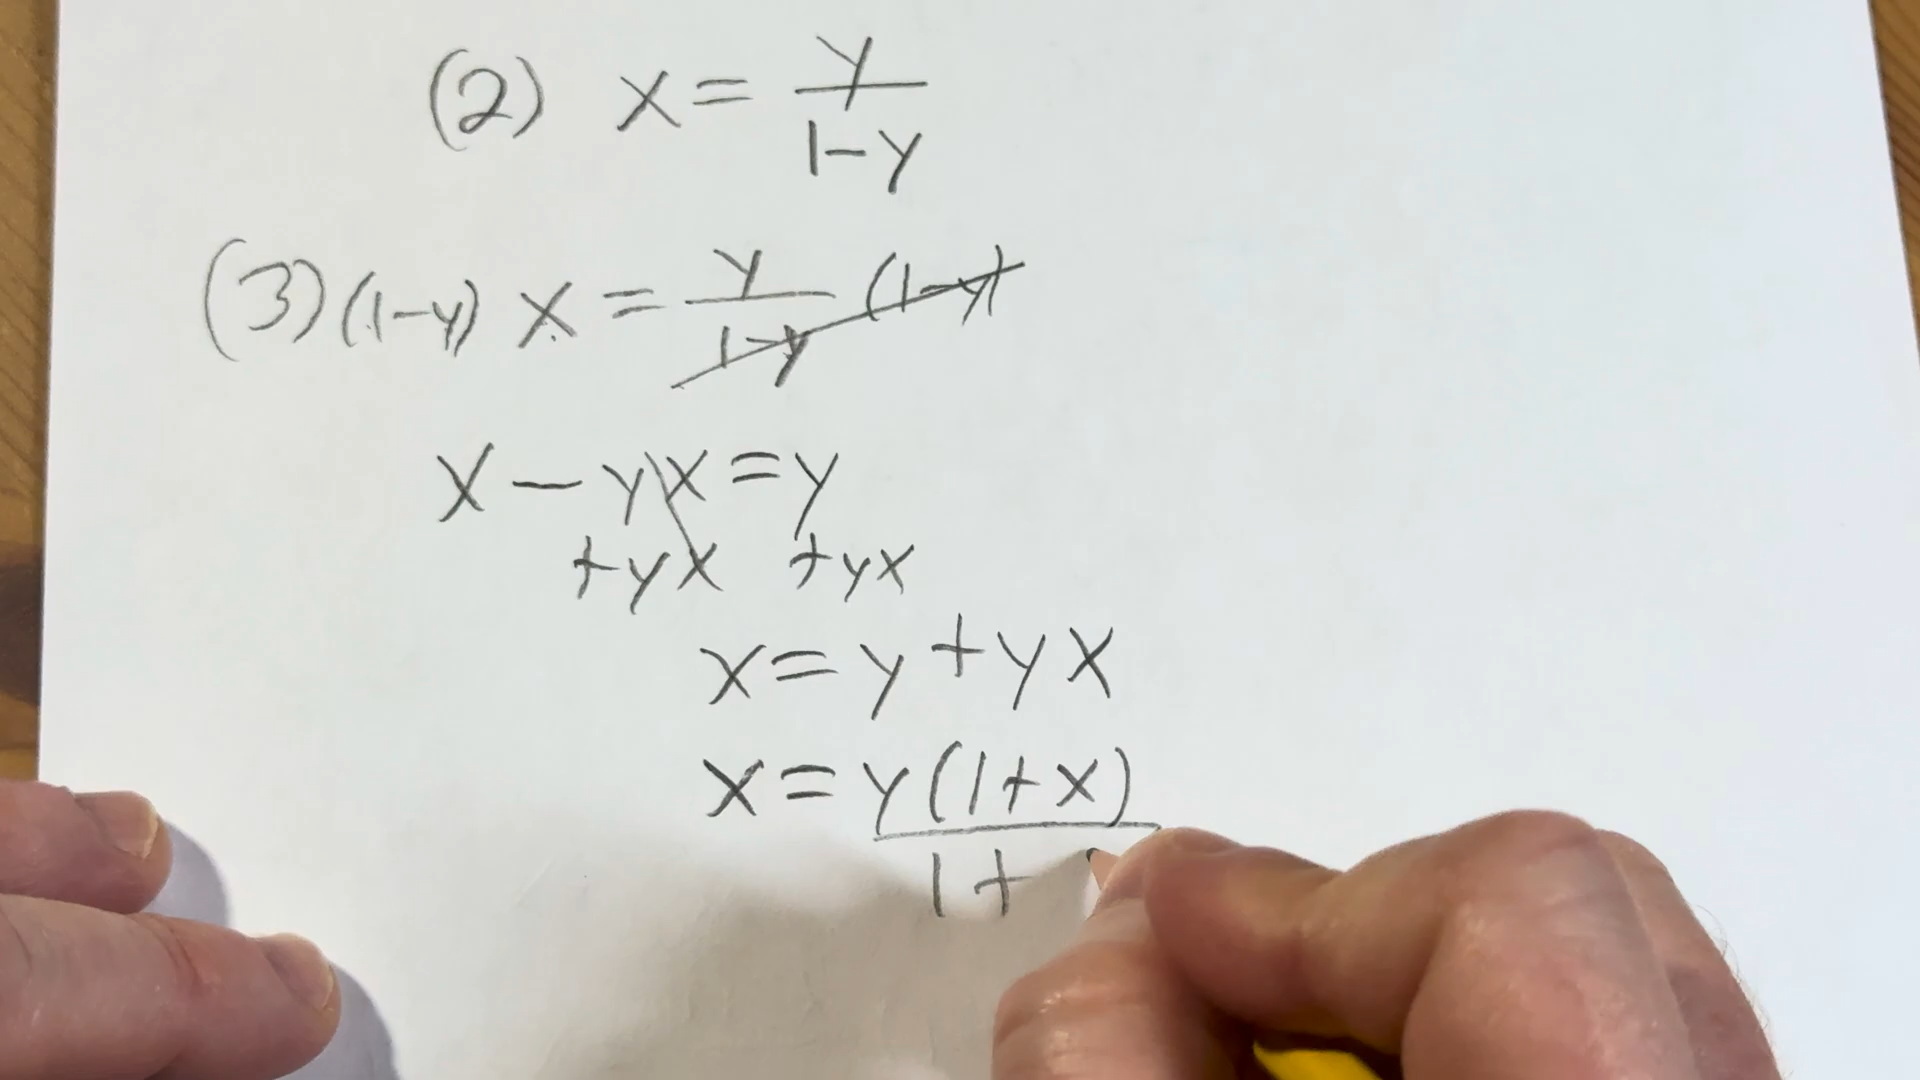 (2) x = y/1-y
(3) (1-y) x = y/1-y (1-y)
x - yx = y
+yx +yx
x = y + yx
x = y(1+x)
1+